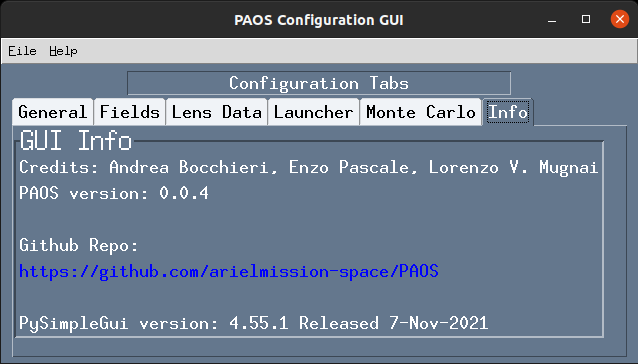 PAOS Configuration GUI
File Help
Configuration Tabs
General Fields Lens Data Launcher Monte Carlo Info
GUI Info
Credits: Andrea Bocchieri, Enzo Pascale, Lorenzo V. Mugnai
PAOS version: 0.0.4
Github Repo:
https://github.com/arielmission-space/PAOS
PySimpleGui version: 4.55.1 Released 7-Nov-2021